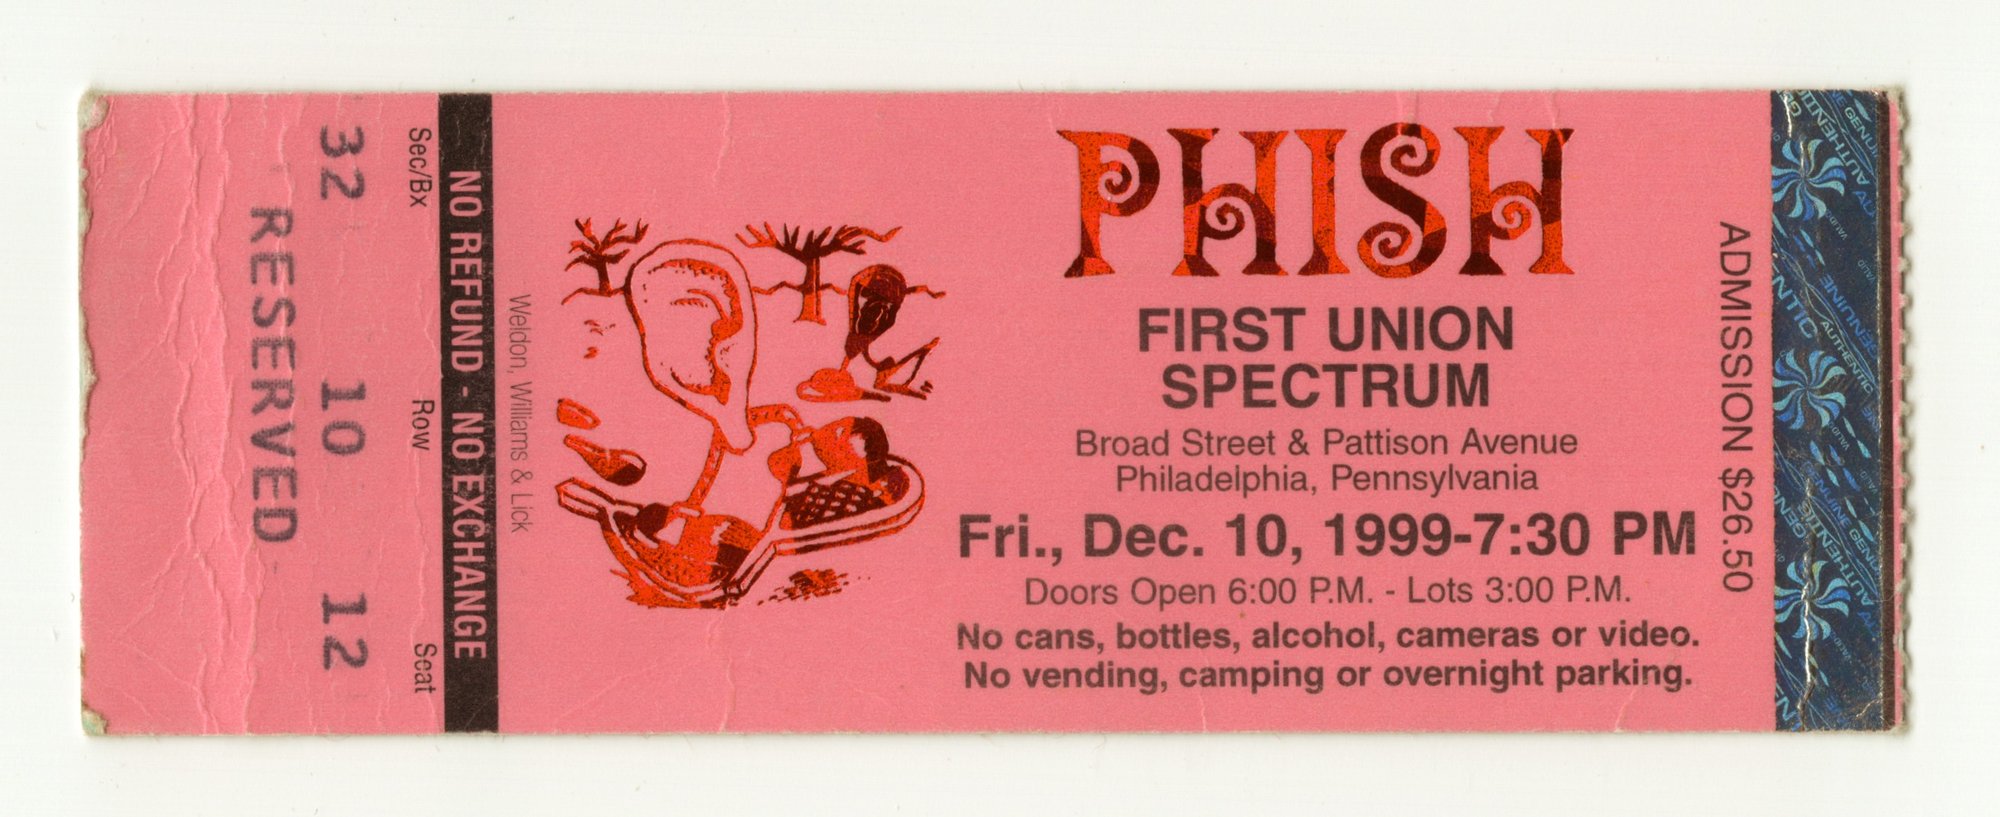 Sec/Bx Row Seat
32 10 12
RESERVED
NO REFUND - NO EXCHANGE
Weldon, Williams & Lick
PHISH
FIRST UNION
SPECTRUM
Broad Street & Pattison Avenue
Philadelphia, Pennsylvania
Fri., Dec. 10, 1999-7:30 PM
Doors Open 6:00 P.M. - Lots 3:00 P.M.
No cans, bottles, alcohol, cameras or video.
No vending, camping or overnight parking.
ADMISSION $26.50
GENUINE
AUTHENTIC
VALID